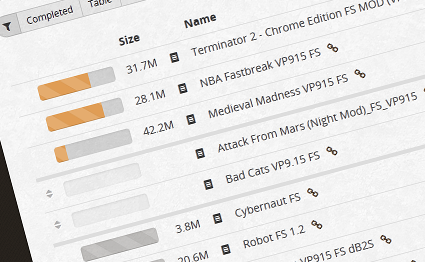 Completed Table
Size Name
31.7M Terminator 2 - Chrome Edition FS MOD
28.1M NBA Fastbreak VP915 FS
42.2M Medieval Madness VP915 FS
Attack From Mars (Night Mod)_FS_VP915
Bad Cats VP9.15 FS
3.8M Cybernaut FS
20.6M Robot FS 1.2
VP915 FS dB2S